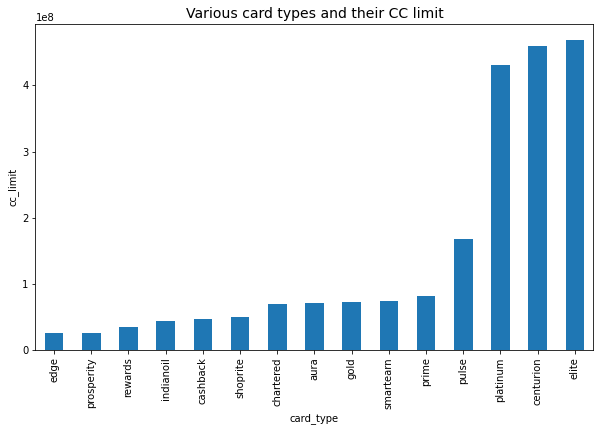 Various card types and their CC limit
1e8
4
3
2
1
0
cc_limit
edge
prosperity
rewards
indianoil
cashback
shoprite
chartered
aura
gold
smartearn
prime
pulse
platinum
centurion
elite
card_type